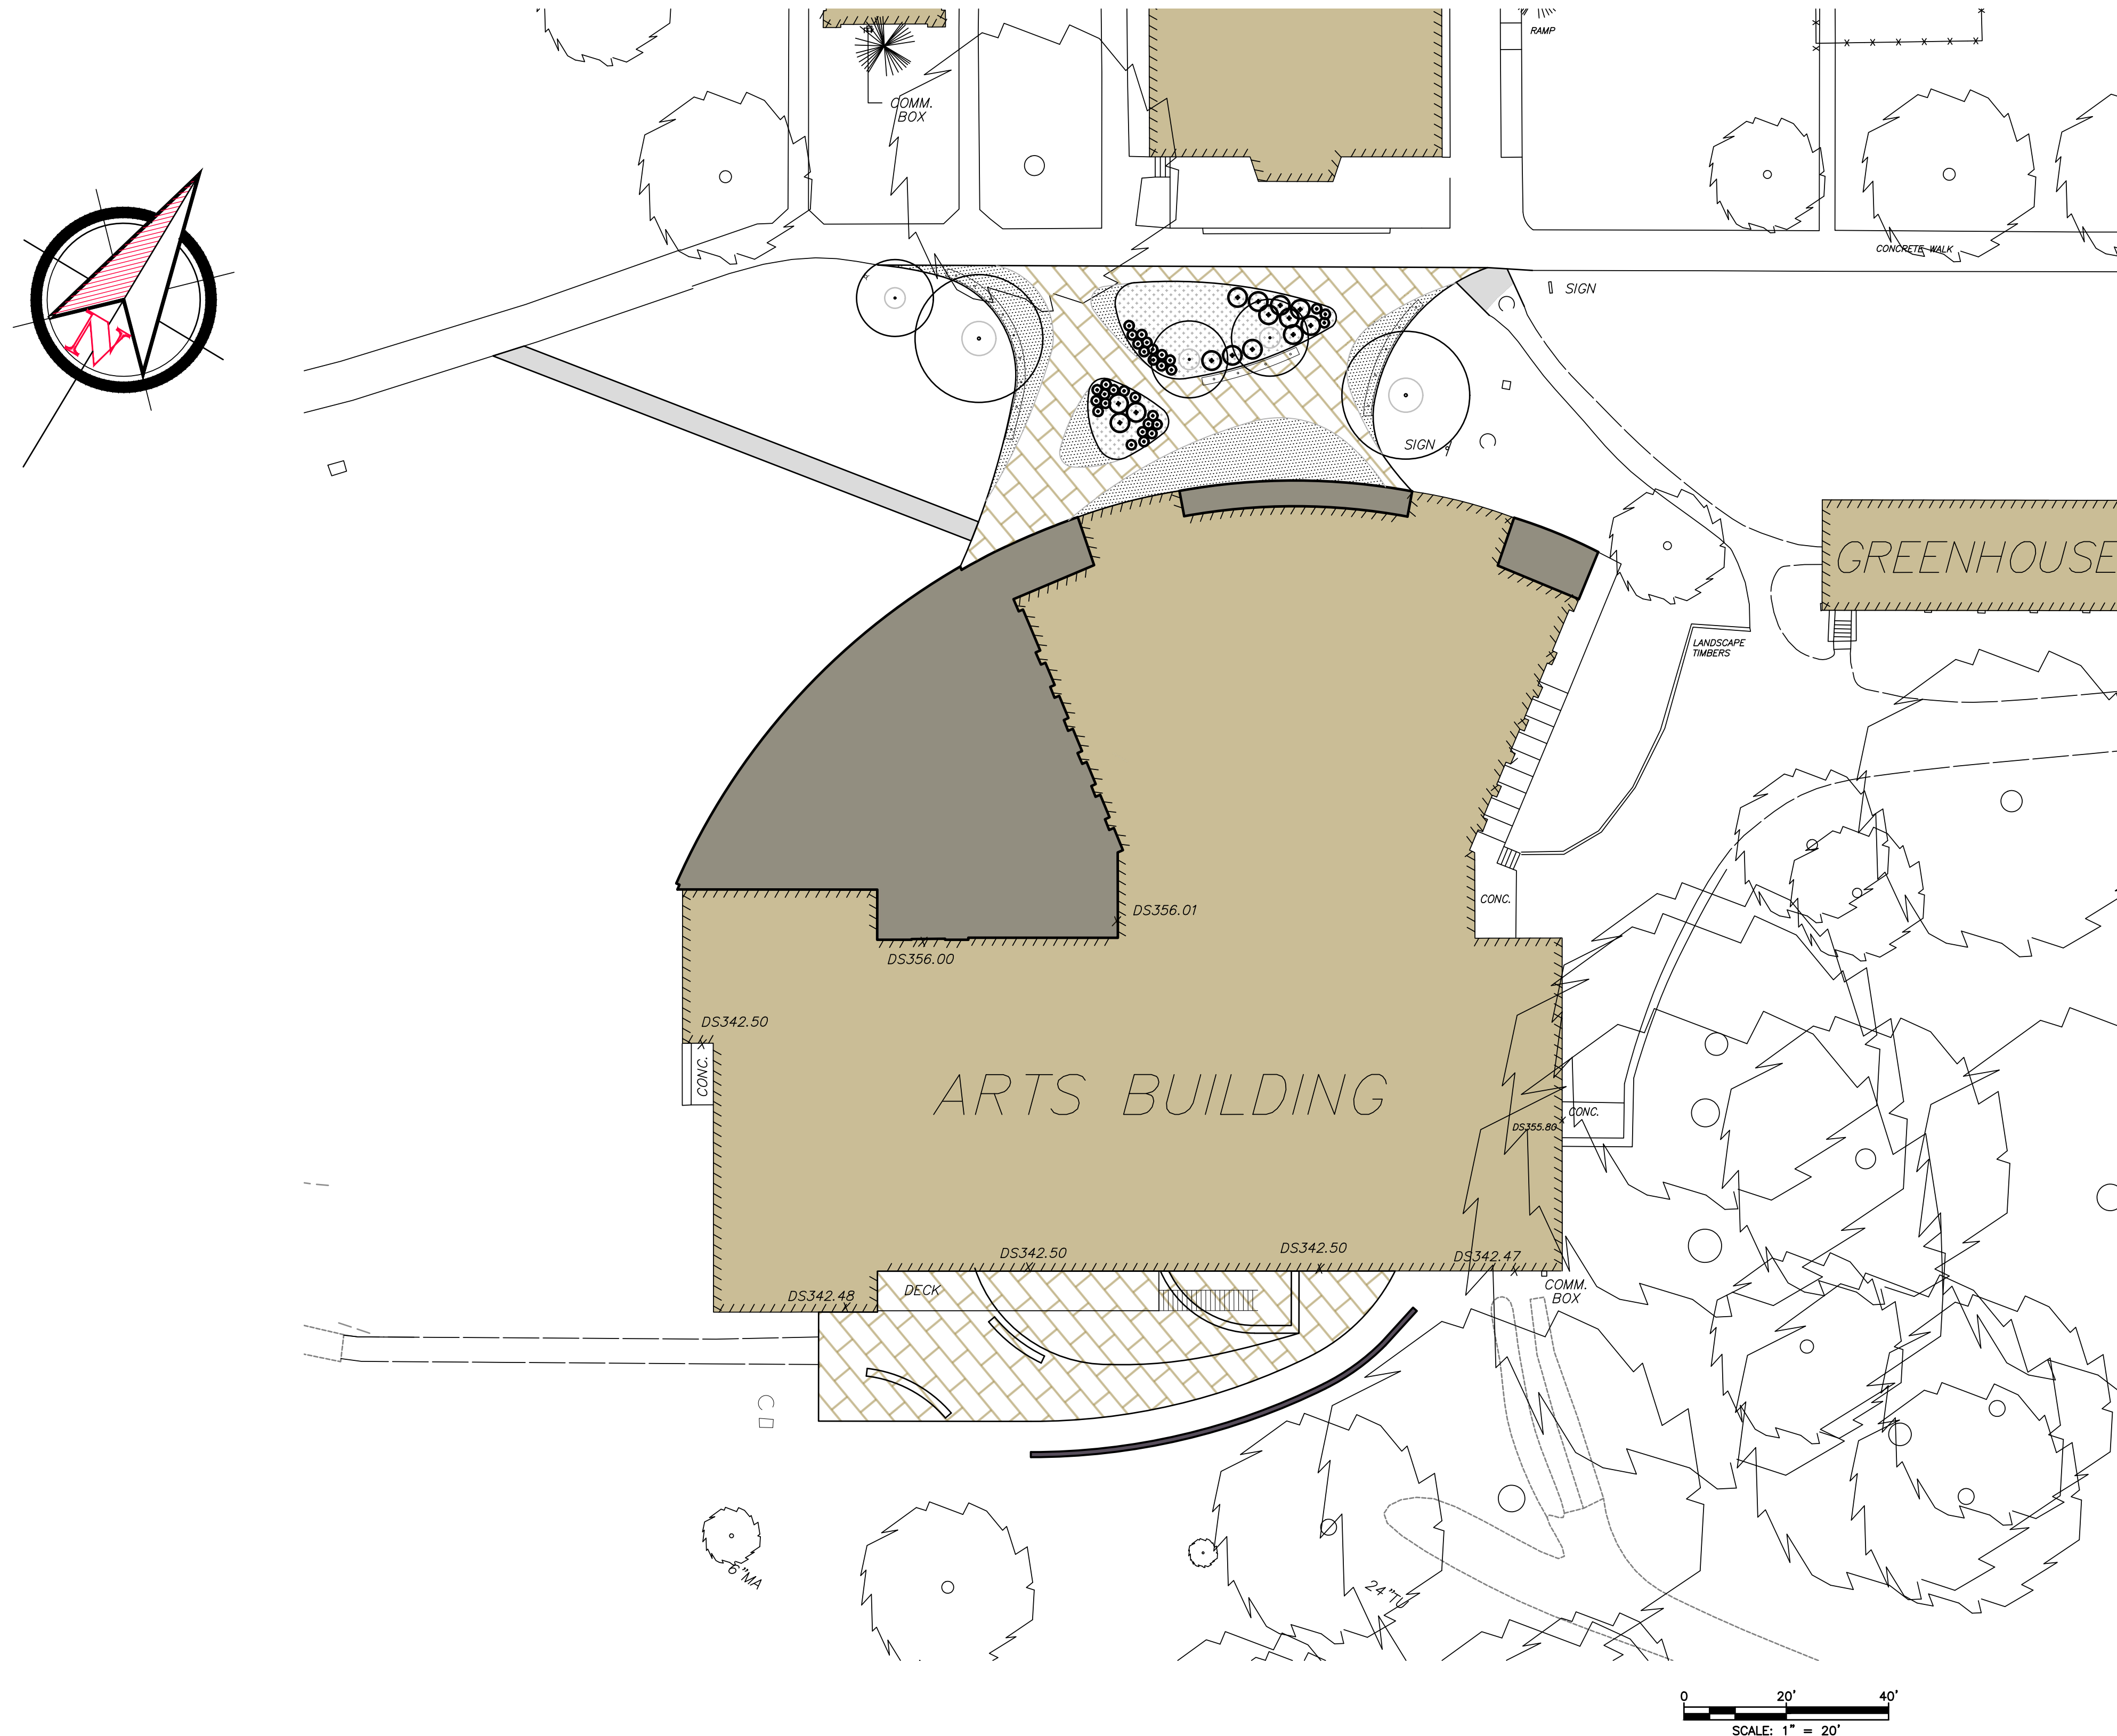 RAMP
COMM.
BOX
CONCRETE WALK
SIGN
N
SIGN
GREENHOUSE
LANDSCAPE
TIMBERS
CONC.
DS356.01
DS356.00
DS342.50
CONC.
ARTS BUILDING
CONC.
DS355.80
DS342.50
DS342.50
DS342.47
DECK
DS342.48
COMM.
BOX
6"MA
24"TU
0 20' 40'
SCALE: 1" = 20'